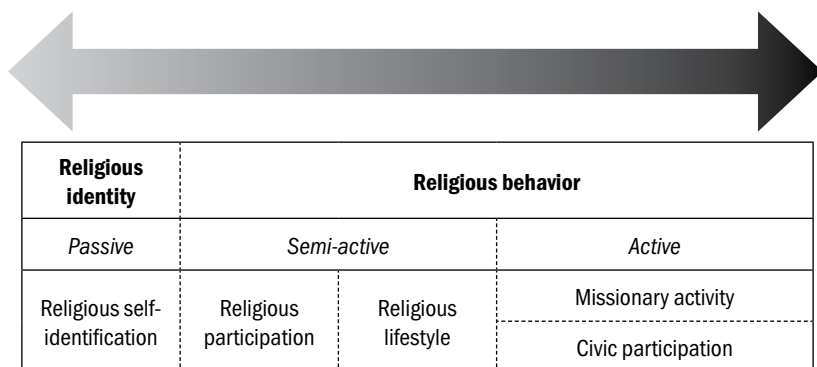 Religious
identity
Religious behavior
Passive
Semi-active
Active
Religious self-
identification
Religious
participation
Religious
lifestyle
Missionary activity
Civic participation